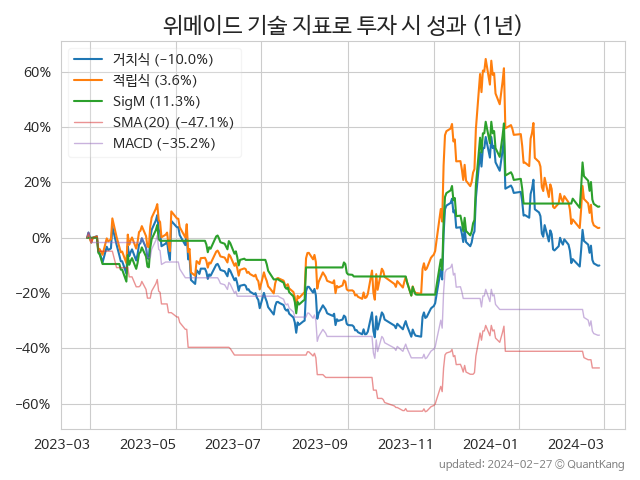 위메이드 기술 지표로 투자 시 성과 (1년)
거치식 (−10.0%)
적립식 (3.6%)
SigM (11.3%)
SMA(20) (−47.1%)
MACD (−35.2%)
60%
40%
20%
0%
−20%
−40%
−60%
2023-03 2023-05 2023-07 2023-09 2023-11 2024-01 2024-03
updated: 2024-02-27 © QuantKang